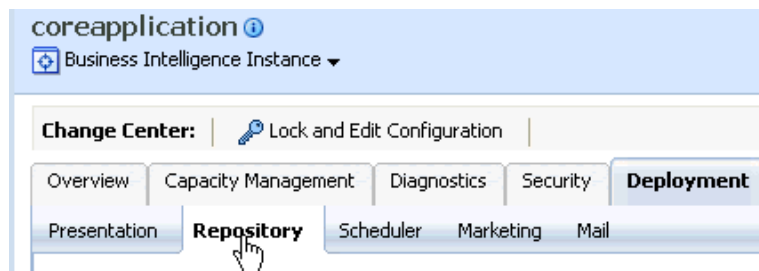 coreapplication
Business Intelligence Instance
Change Center: Lock and Edit Configuration
Overview Capacity Management Diagnostics Security Deployment
Presentation Repository Scheduler Marketing Mail